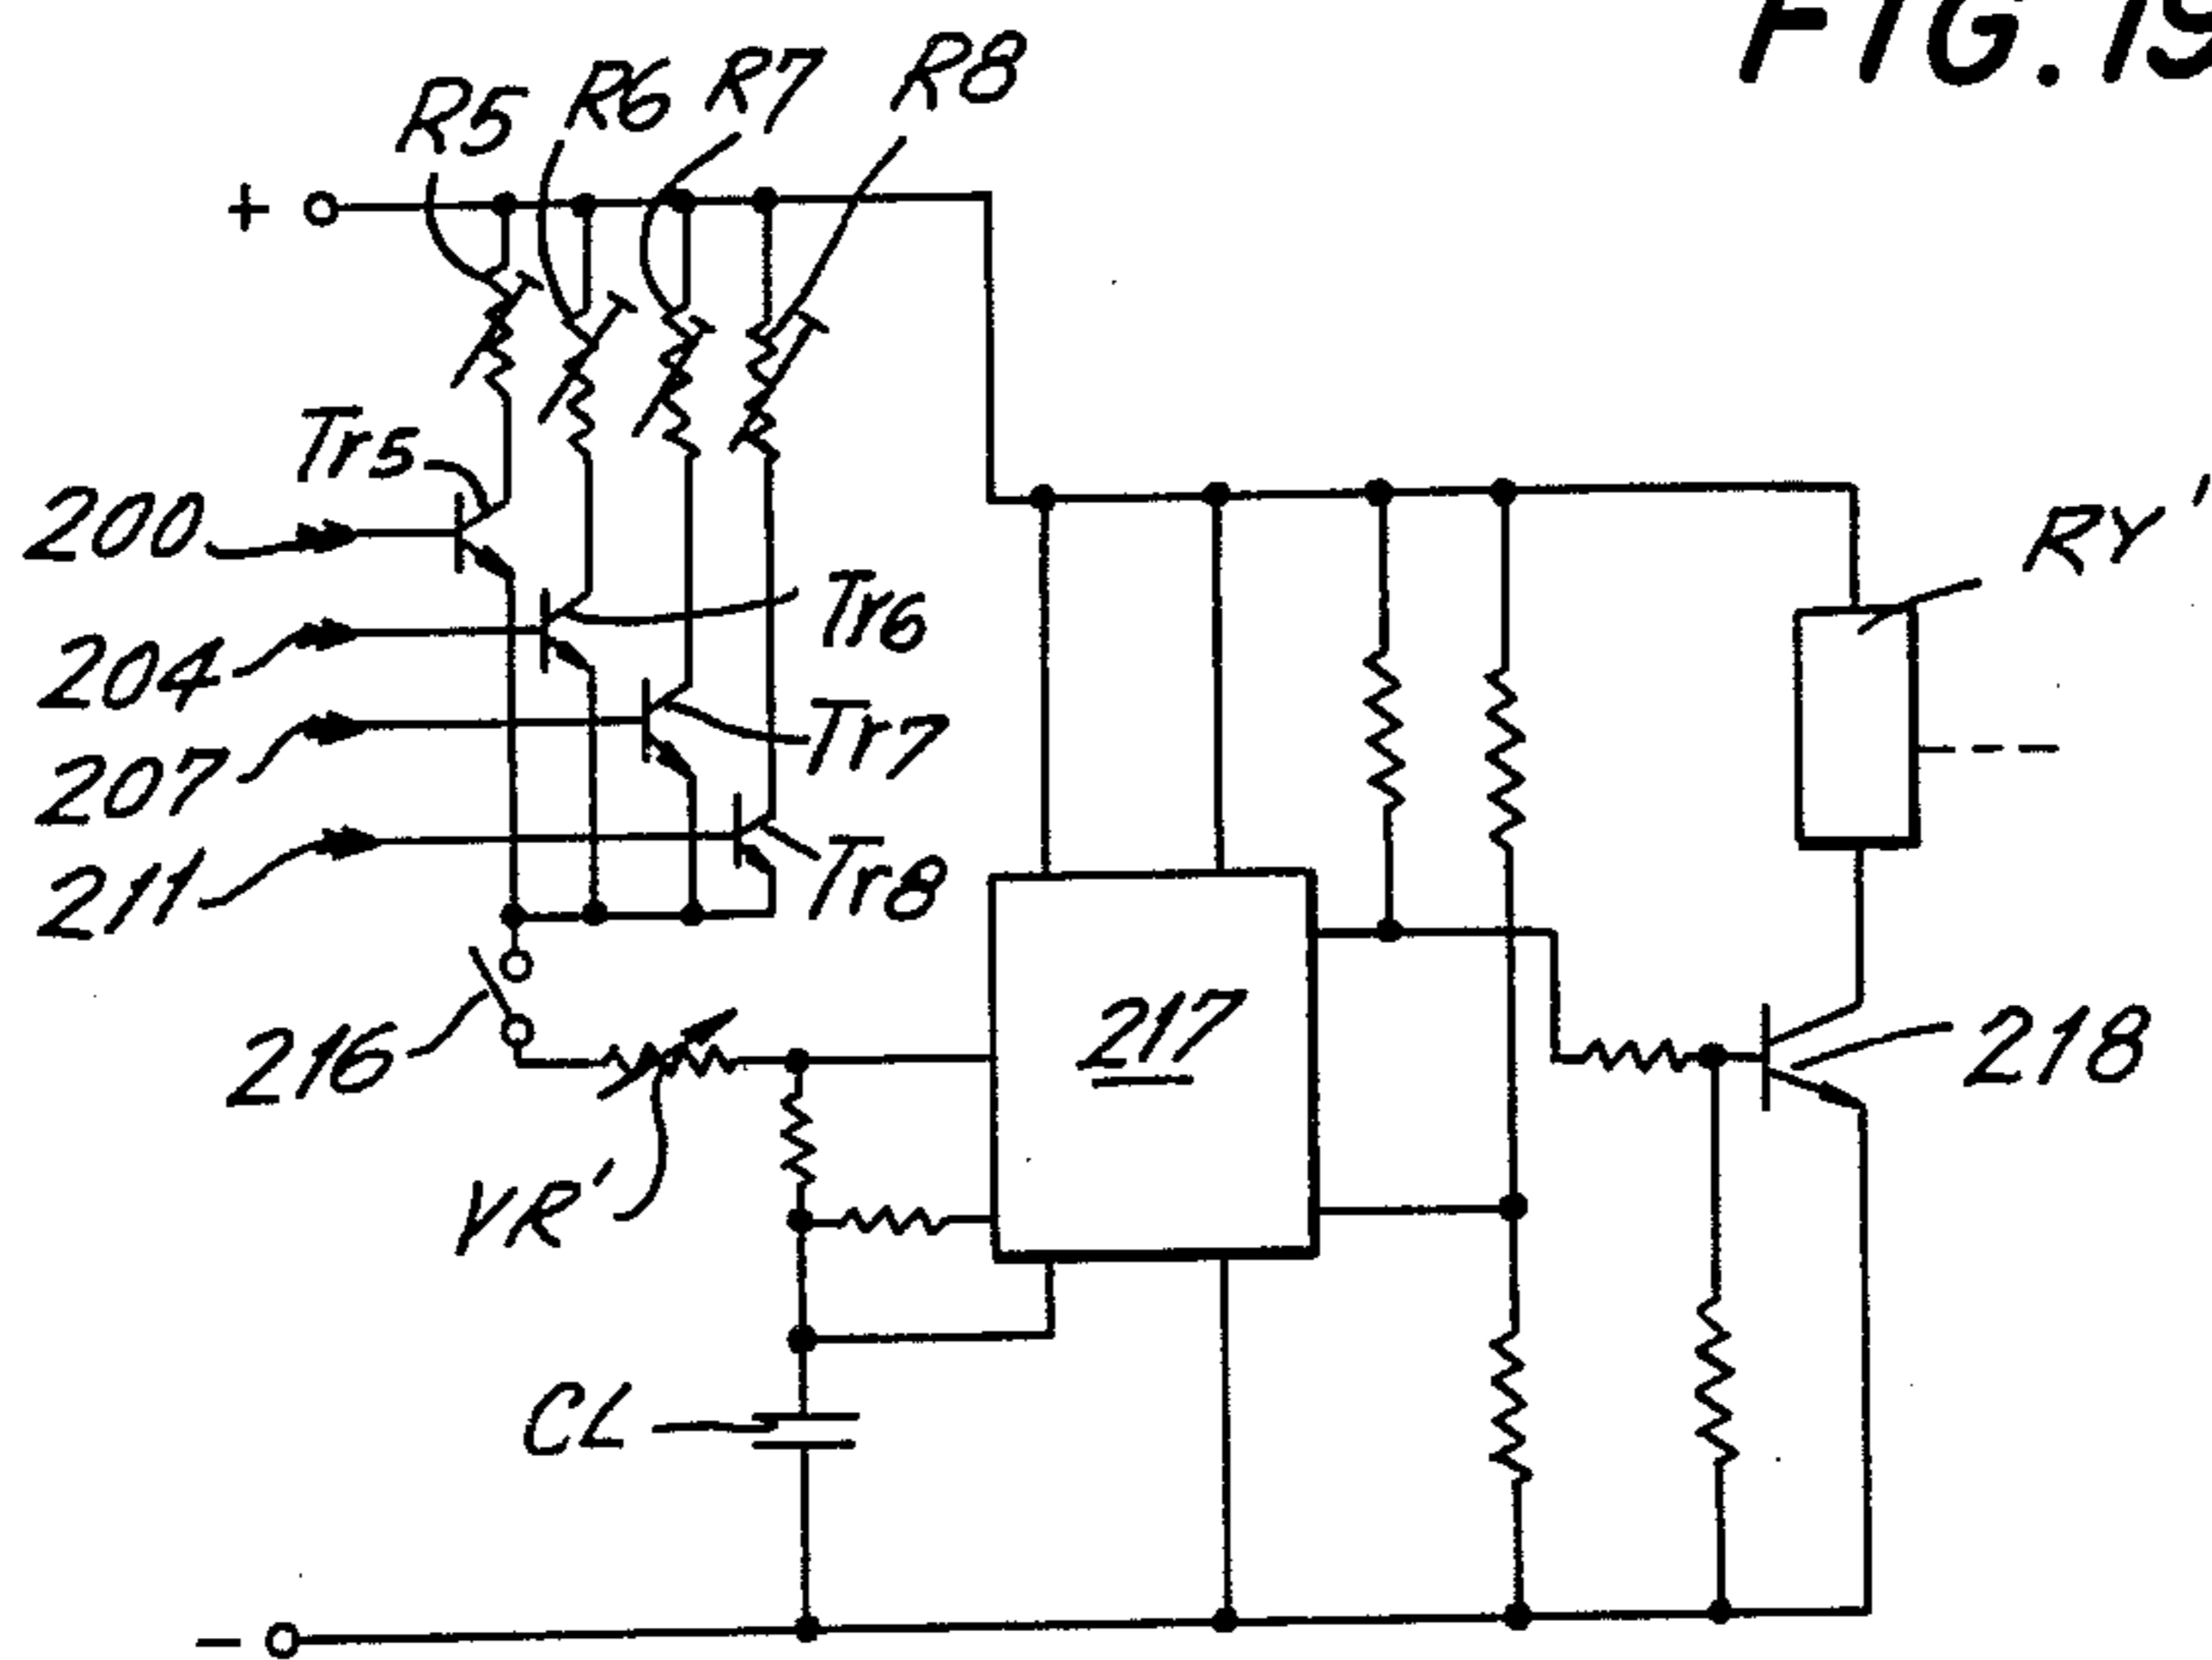 FIG. 19
R5
R6
R7
R8
+
Tr5
200
RY'
Tr6
204
Tr7
207
Tr8
211
217
216
218
VR'
CL
-